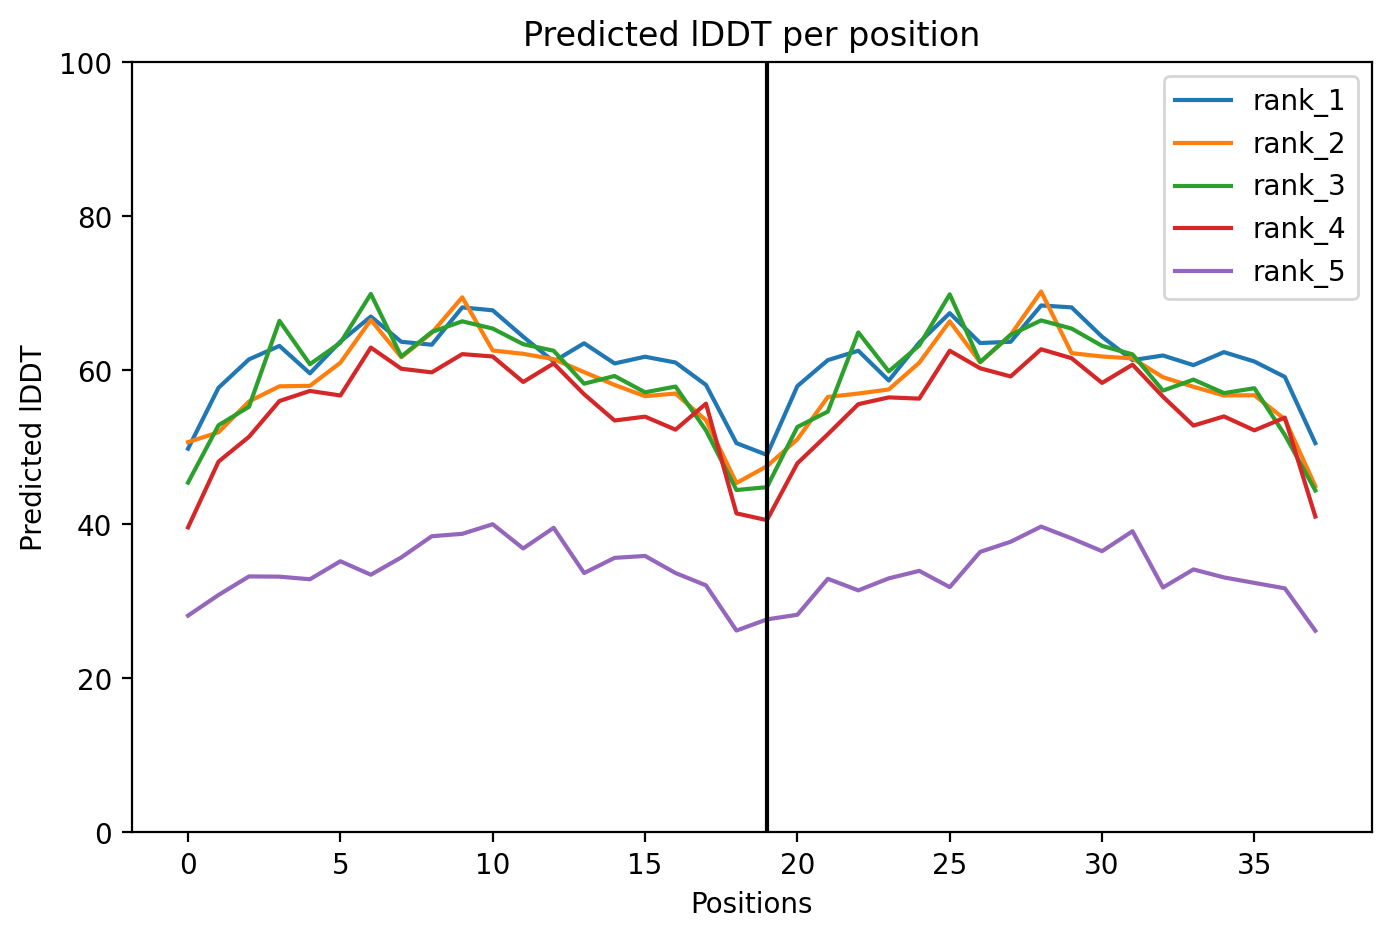 Predicted lDDT per position
100
80
60
40
20
0
Predicted lDDT
0 5 10 15 20 25 30 35
Positions
rank_1
rank_2
rank_3
rank_4
rank_5